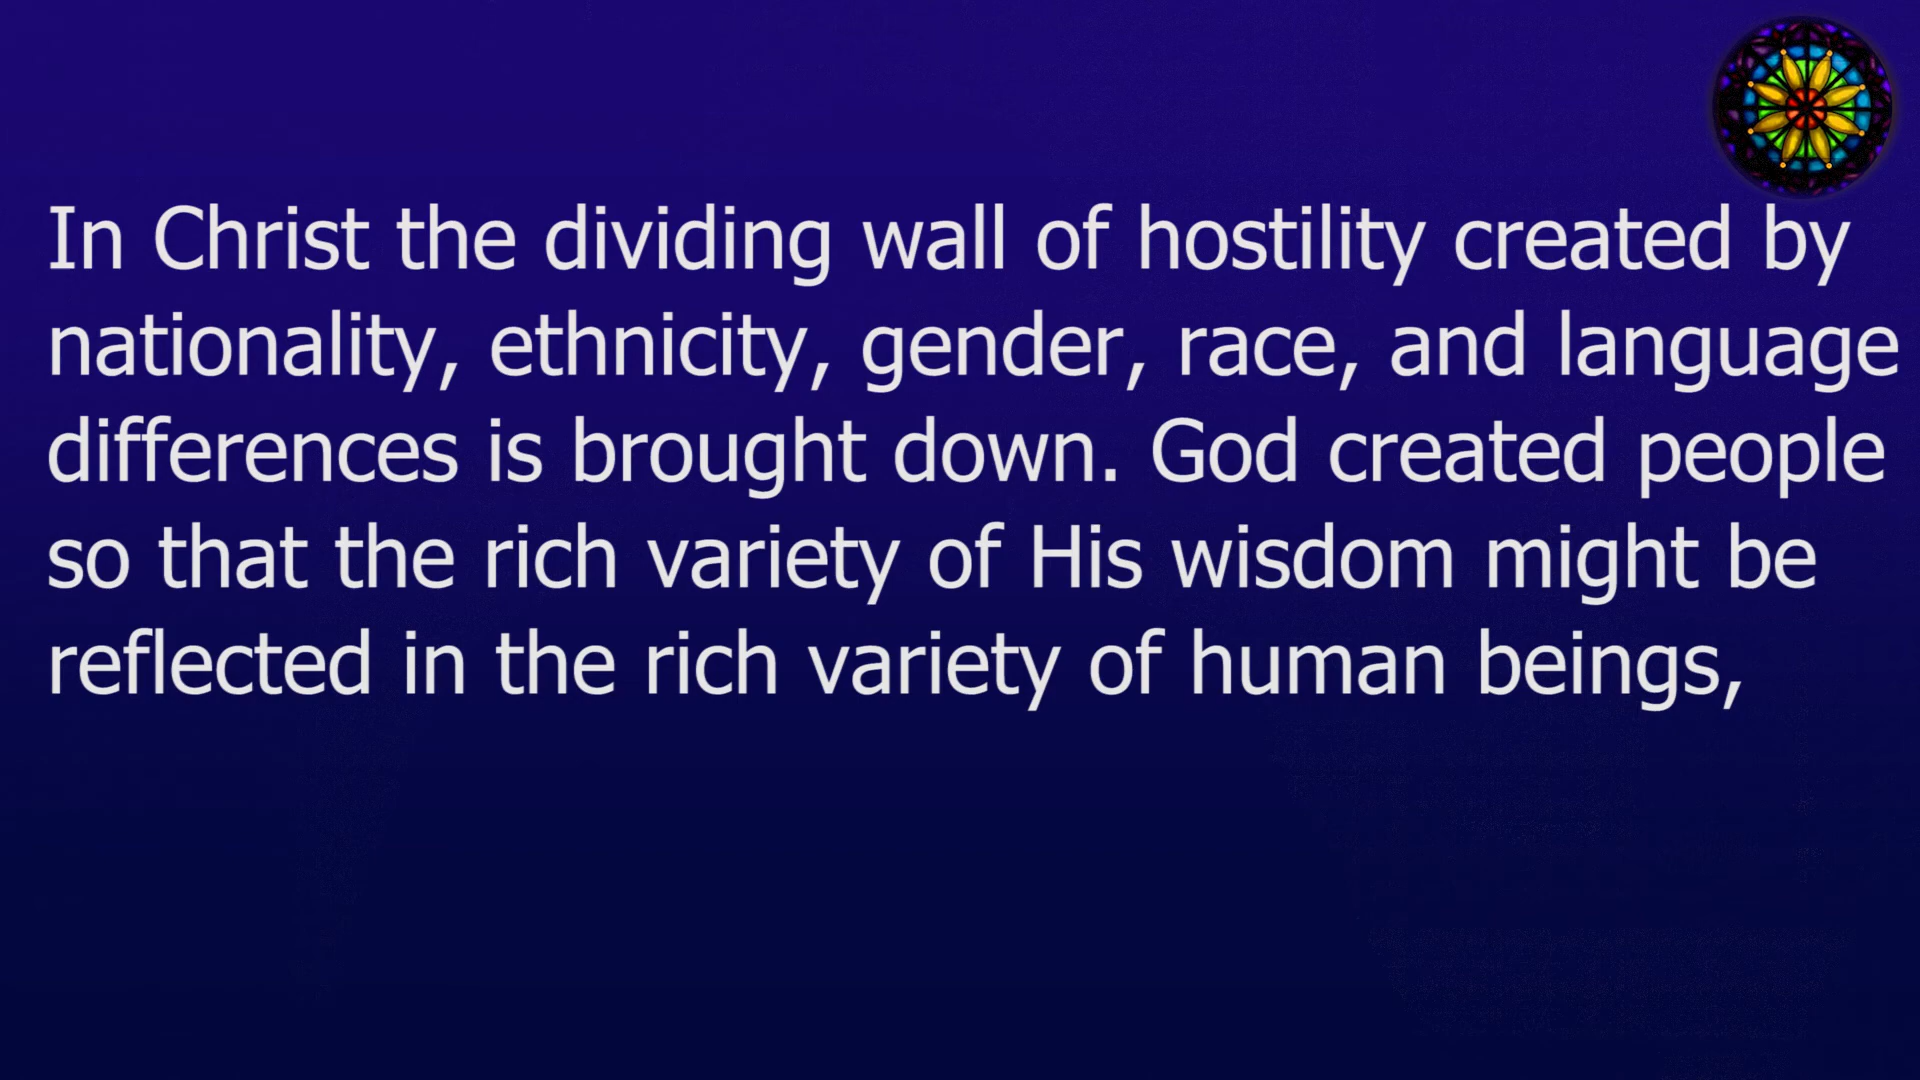 In Christ the dividing wall of hostility created by
nationality, ethnicity, gender, race, and language
differences is brought down. God created people
so that the rich variety of His wisdom might be
reflected in the rich variety of human beings,